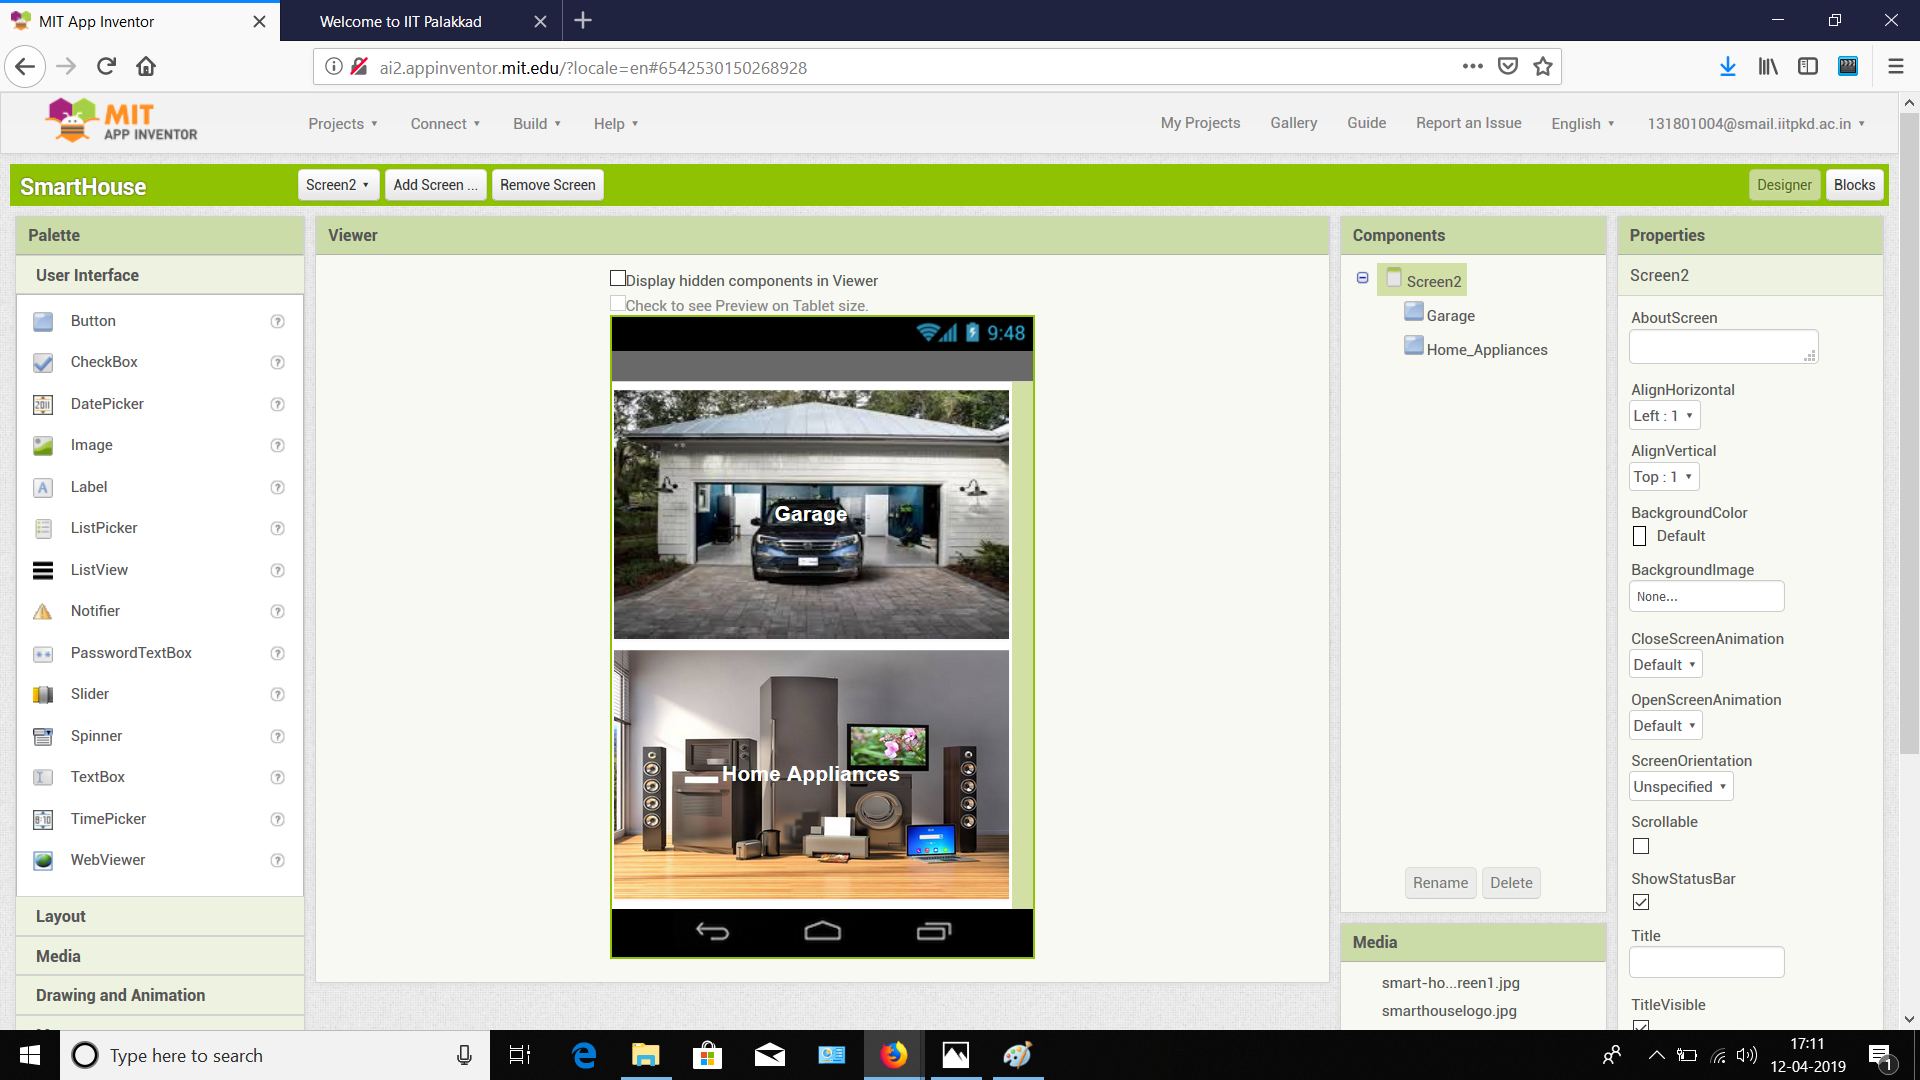 MIT App Inventor
Welcome to IIT Palakkad
ai2.appinventor.mit.edu/?locale=en#6542530150268928
MIT
APP INVENTOR
Projects
Connect
Build
Help
My Projects
Gallery
Guide
Report an Issue
English
131801004@smail.iitpkd.ac.in
SmartHouse
Screen2
Add Screen ...
Remove Screen
Designer
Blocks
Palette
User Interface
Button
?
CheckBox
?
DatePicker
?
Image
?
Label
?
ListPicker
?
ListView
?
Notifier
?
PasswordTextBox
?
Slider
?
Spinner
?
TextBox
?
TimePicker
?
WebViewer
?
Layout
Media
Drawing and Animation
Viewer
Display hidden components in Viewer
Check to see Preview on Tablet size.
9:48
Garage
Home Appliances
Components
Screen2
Garage
Home_Appliances
Rename
Delete
Media
smart-ho...reen1.jpg
smarthouselogo.jpg
Properties
Screen2
AboutScreen
AlignHorizontal
Left : 1
AlignVertical
Top : 1
BackgroundColor
Default
BackgroundImage
None...
CloseScreenAnimation
Default
OpenScreenAnimation
Default
ScreenOrientation
Unspecified
Scrollable
ShowStatusBar
Title
TitleVisible
Type here to search
17:11
12-04-2019
1